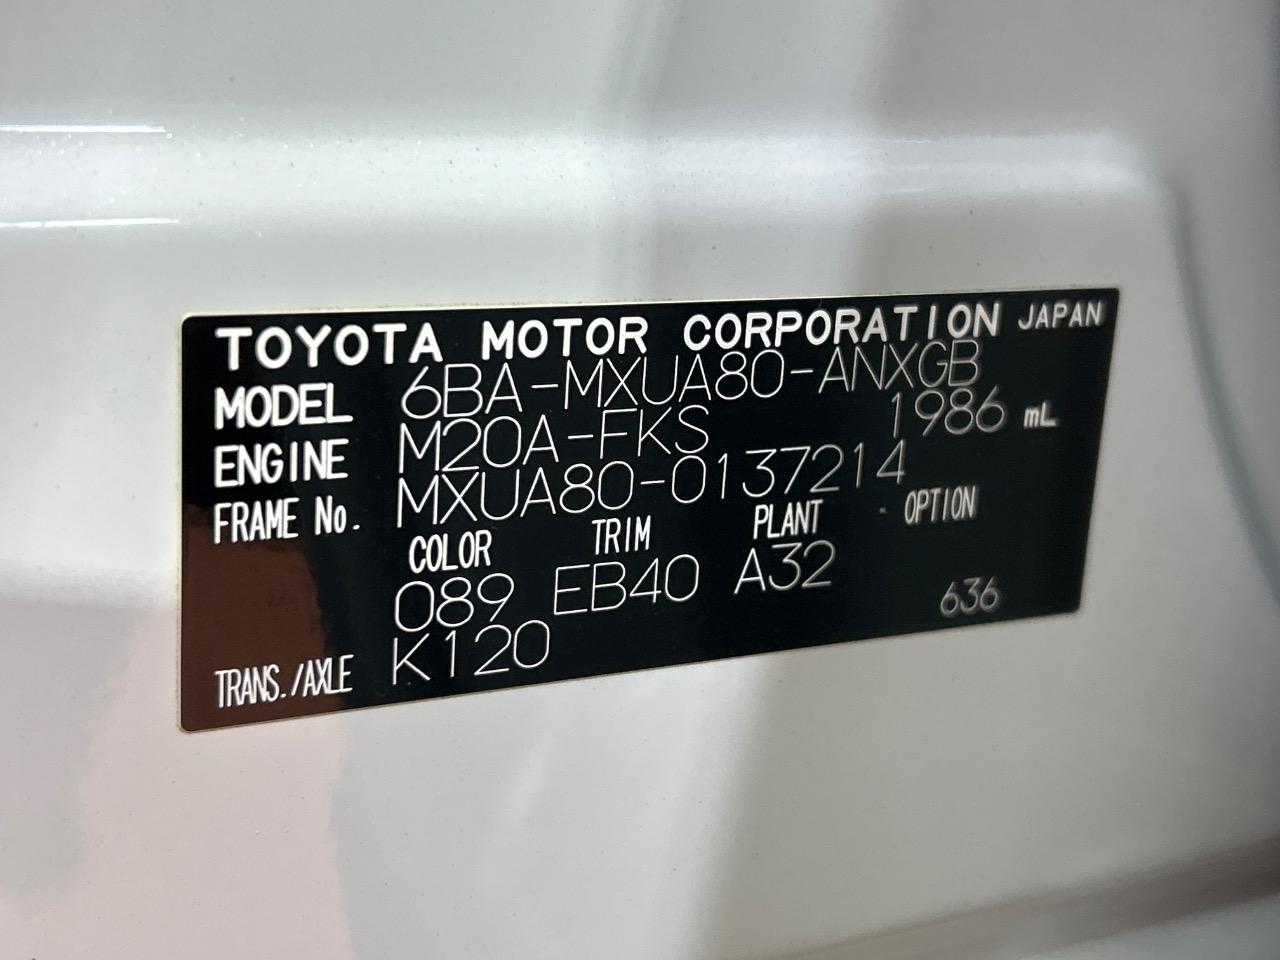 TOYOTA MOTOR CORPORATION JAPAN
MODEL 6BA-MXUA80-ANXGB
ENGINE M20A-FKS 1986 mL
FRAME No. MXUA80-0137214
COLOR TRIM PLANT OPTION
089 EB40 A32
TRANS./AXLE K120 636